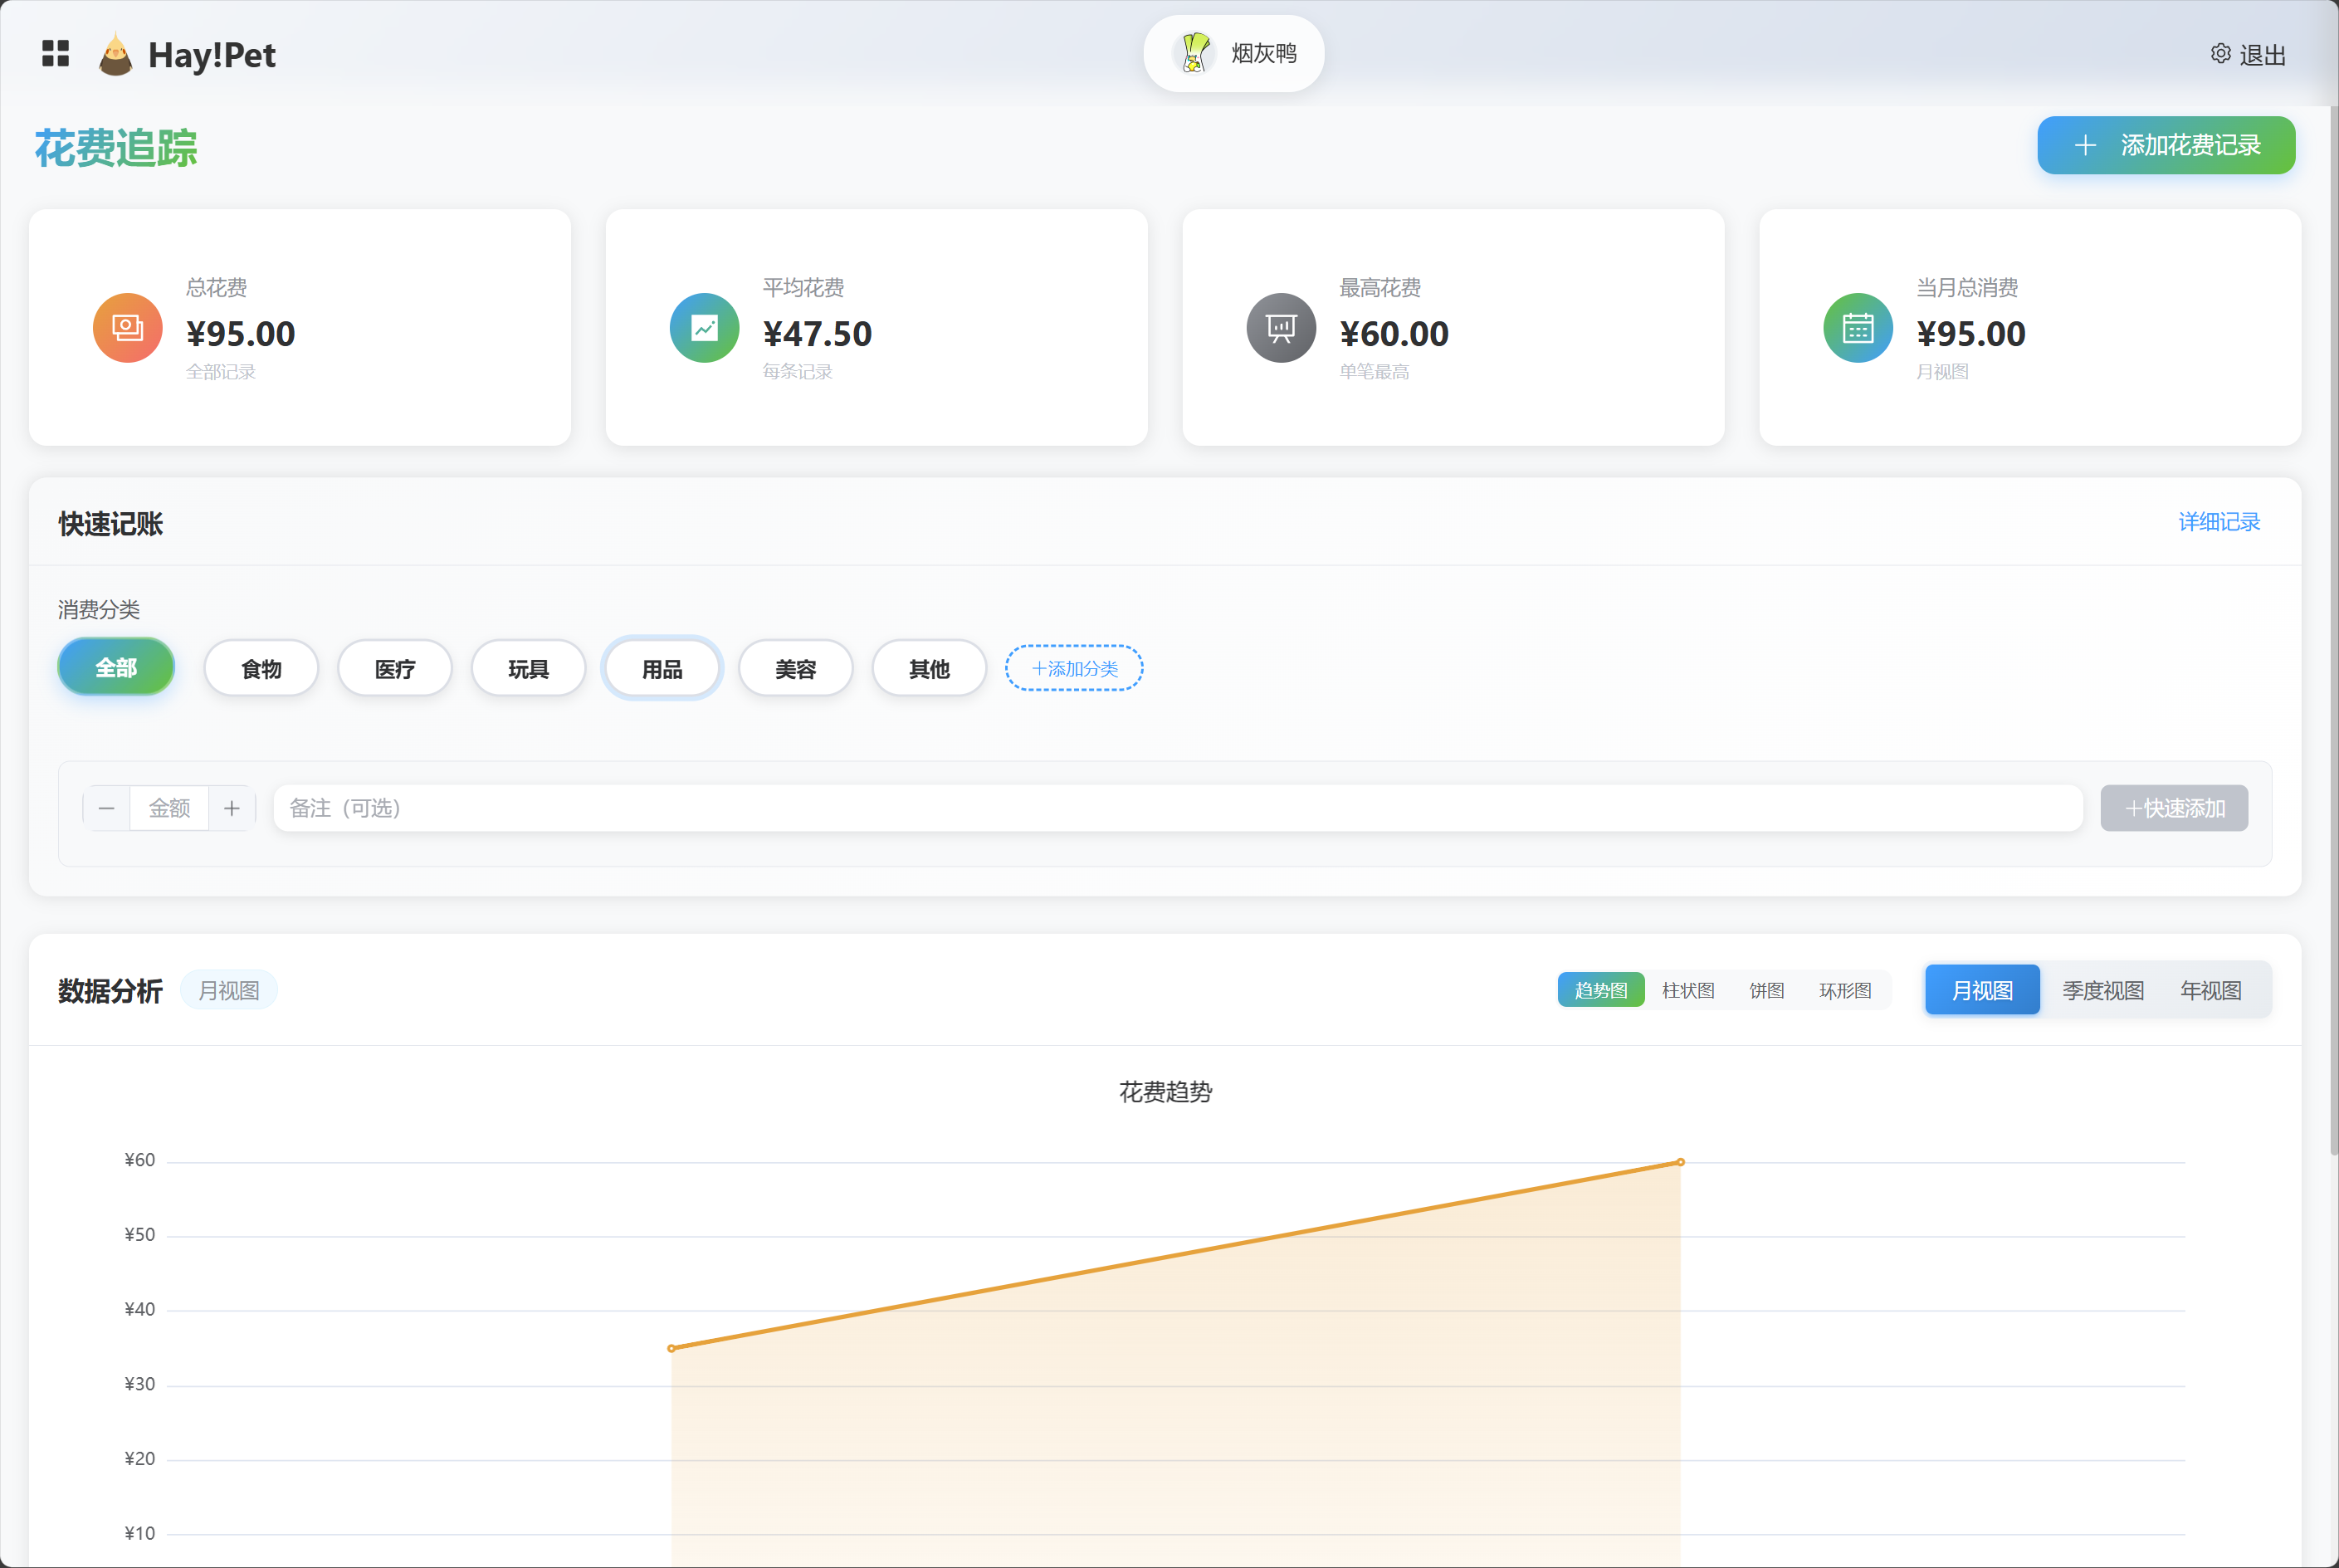 Hay!Pet
烟灰鸭
退出
花费追踪
添加花费记录
总花费
¥95.00
全部记录
平均花费
¥47.50
每条记录
最高花费
¥60.00
单笔最高
当月总消费
¥95.00
月视图
快速记账
详细记录
消费分类
全部 食物 医疗 玩具 用品 美容 其他 +添加分类
金额 备注（可选） +快速添加
数据分析 月视图
趋势图 柱状图 饼图 环形图 月视图 季度视图 年视图
花费趋势
¥60
¥50
¥40
¥30
¥20
¥10